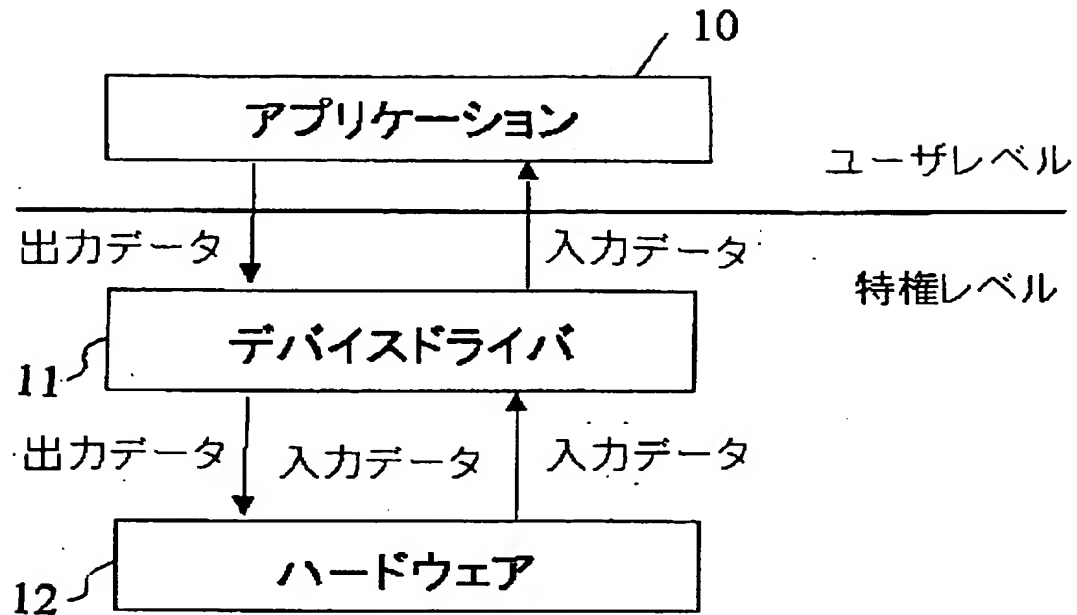 10
アプリケーション
ユーザレベル
出力データ
入力データ
特権レベル
デバイスドライバ
11
出力データ
入力データ
入力データ
ハードウェア
12